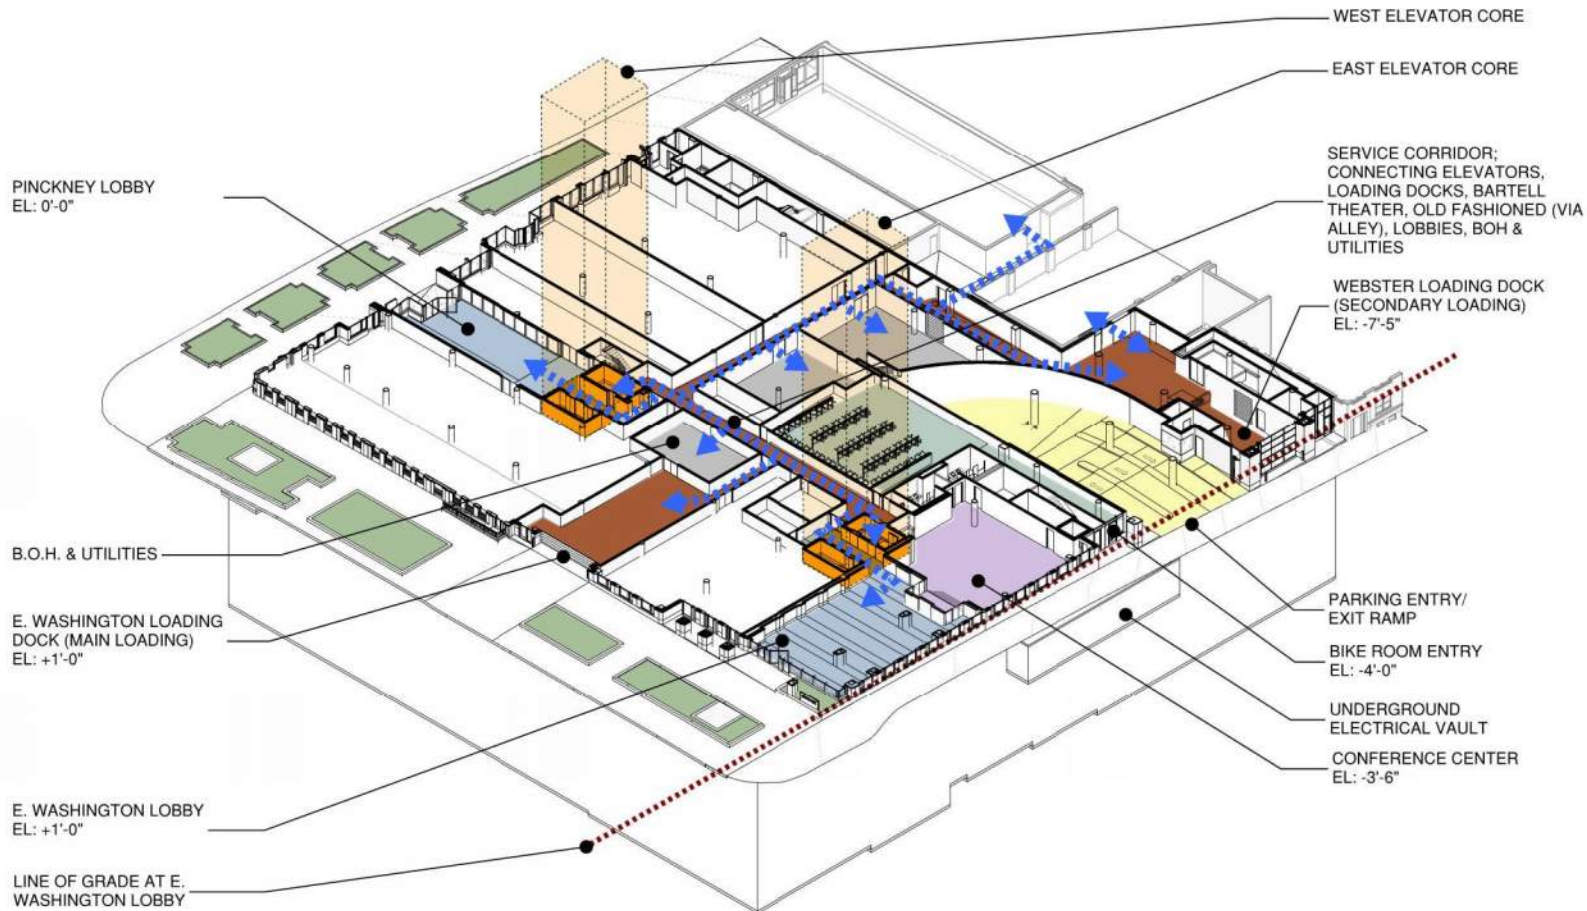 WEST ELEVATOR CORE
EAST ELEVATOR CORE
SERVICE CORRIDOR;
CONNECTING ELEVATORS,
LOADING DOCKS, BARTELL
THEATER, OLD FASHIONED (VIA
ALLEY), LOBBIES, BOH &
UTILITIES
WEBSTER LOADING DOCK
(SECONDARY LOADING)
EL: -7'-5"
PINCKNEY LOBBY
EL: 0'-0"
B.O.H. & UTILITIES
E. WASHINGTON LOADING
DOCK (MAIN LOADING)
EL: +1'-0"
E. WASHINGTON LOBBY
EL: +1'-0"
LINE OF GRADE AT E.
WASHINGTON LOBBY
PARKING ENTRY/
EXIT RAMP
BIKE ROOM ENTRY
EL: -4'-0"
UNDERGROUND
ELECTRICAL VAULT
CONFERENCE CENTER
EL: -3'-6"